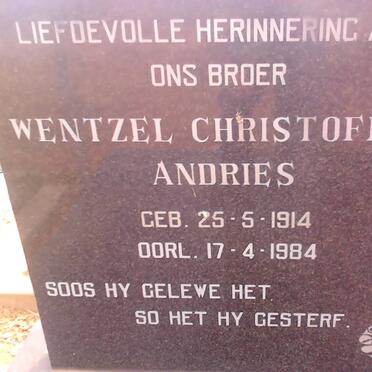 LIEFDEVOLLE HERINNERING
ONS BROER
WENTZEL
ANDRIES
GEB. 25-5-1914
OORL. 17-4-1984
SOOS HY GELEWE HET.
SO HET HY GESTERF.